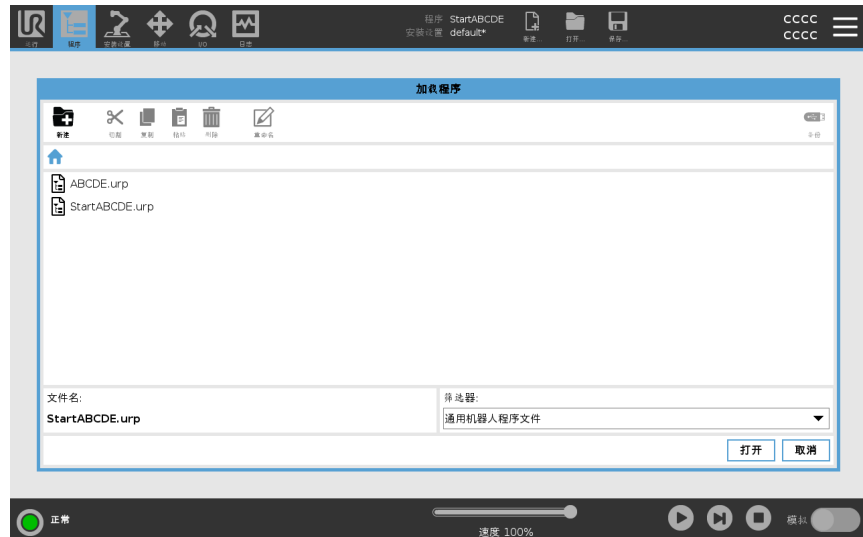 程序 StartABCDE
安装设置 default*
运行 程序 安装设置 移动 I/O 日志
新建... 打开... 保存...
CCCC
CCCC
加载程序
新建 切割 复制 粘贴 删除 重命名
备份
ABCDE.urp
StartABCDE.urp
文件名:
StartABCDE.urp
筛选器:
通用机器人程序文件
打开 取消
正常
速度 100%
模拟